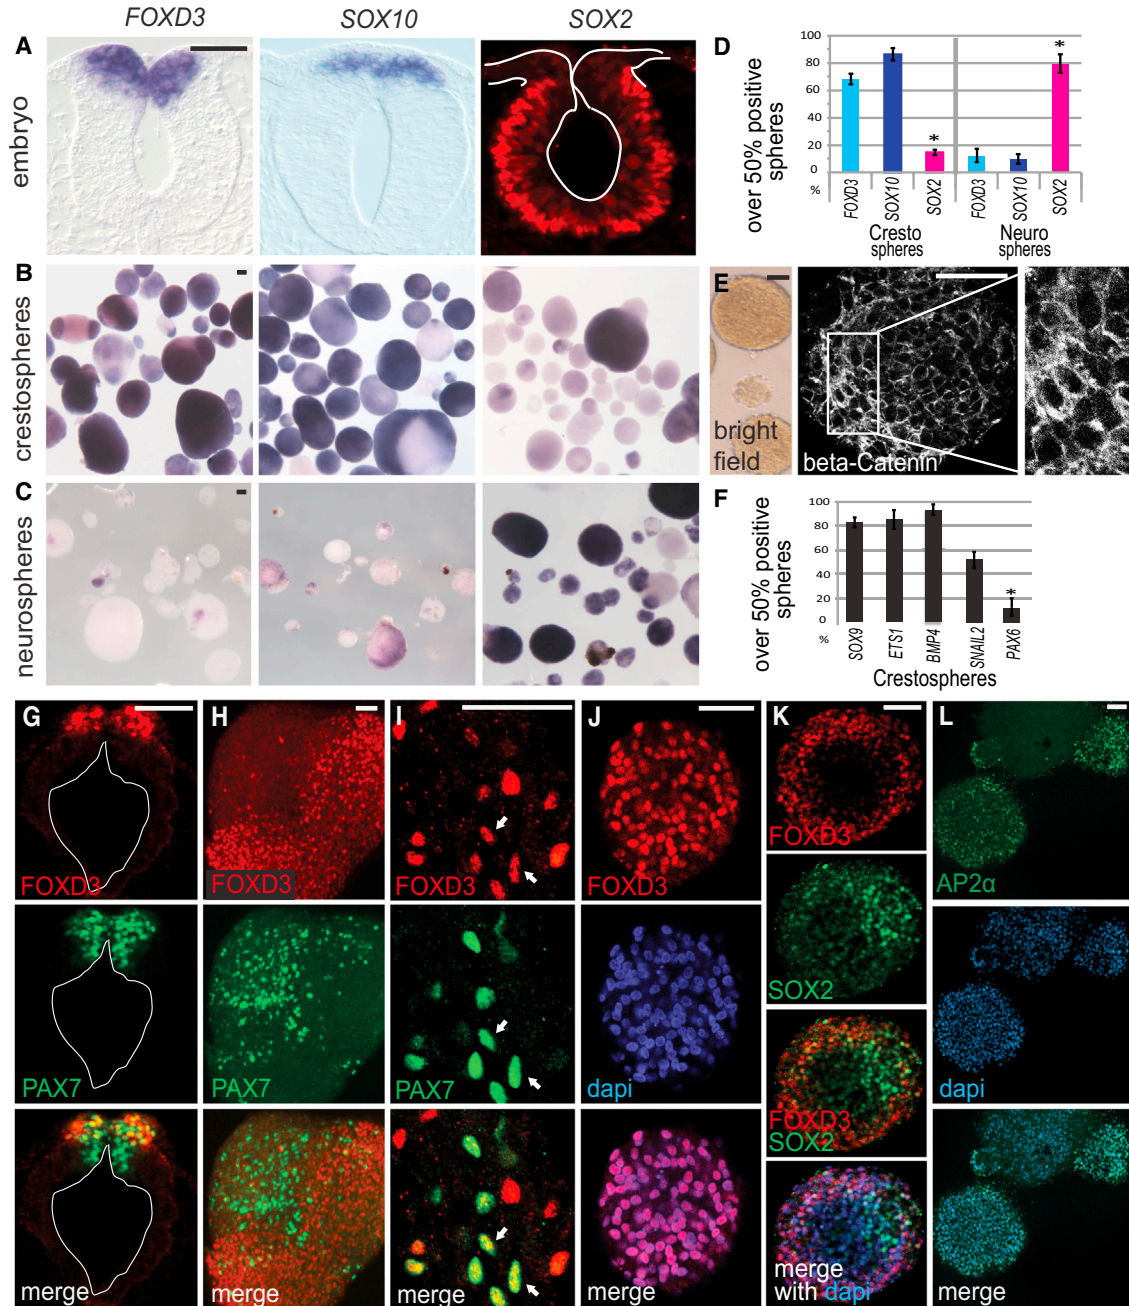 FOXD3 SOX10 SOX2
A
embryo
B
crestospheres
C
neurospheres
D
over 50% positive
spheres
100
80
60
40
20
0
%
FOXD3
SOX10
SOX2
FOXD3
SOX10
SOX2
* *
Cresto
spheres
Neuro
spheres
E
bright
field
beta-Catenin
F
over 50% positive
spheres
100
80
60
40
20
0
%
*
SOX9
ETS1
BMP4
SNAIL2
PAX6
Crestospheres
G
FOXD3
PAX7
merge
H
FOXD3
PAX7
merge
I
FOXD3
PAX7
merge
J
FOXD3
dapi
merge
K
FOXD3
SOX2
FOXD3
SOX2
merge
with dapi
L
AP2α
dapi
merge